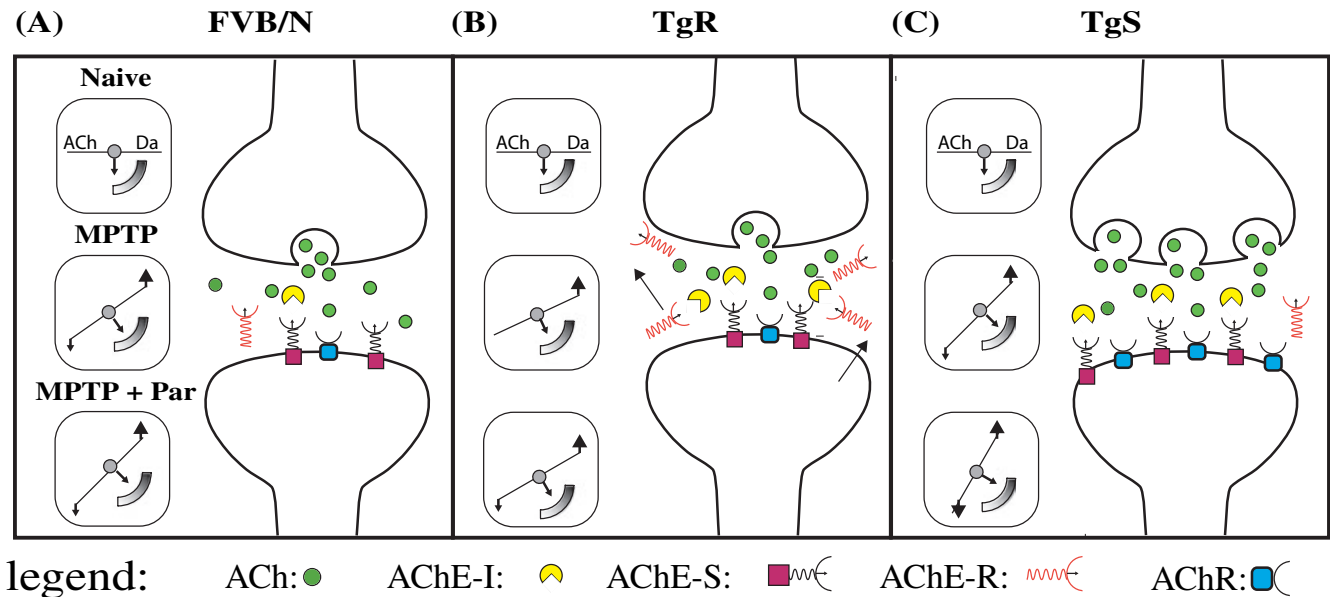 (A) FVB/N (B) TgR (C) TgS
Naive
ACh Da ACh Da ACh Da
MPTP
MPTP + Par
legend: ACh: AChE-I: AChE-S: AChE-R: AChR: